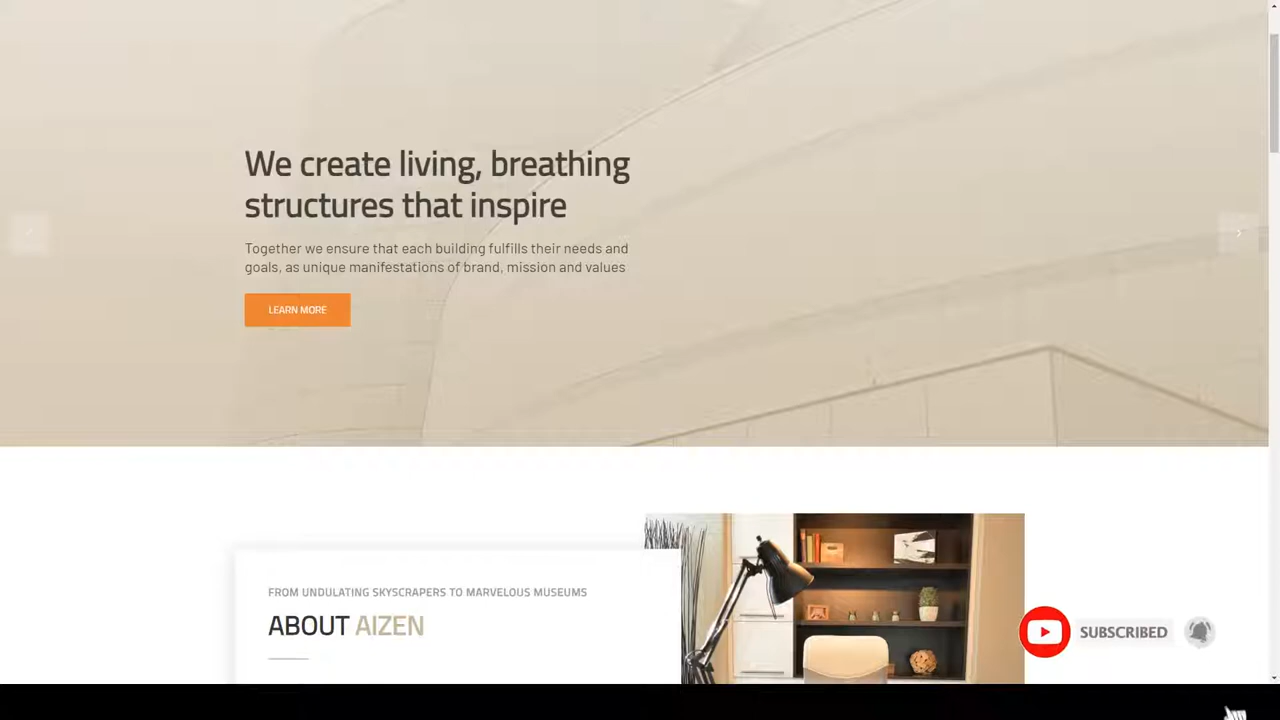 We create living, breathing
structures that inspire
Together we ensure that each building fulfills their needs and
goals, as unique manifestations of brand, mission and values
LEARN MORE
FROM UNDULATING SKYSCRAPERS TO MARVELOUS MUSEUMS
ABOUT AIZEN
SUBSCRIBED